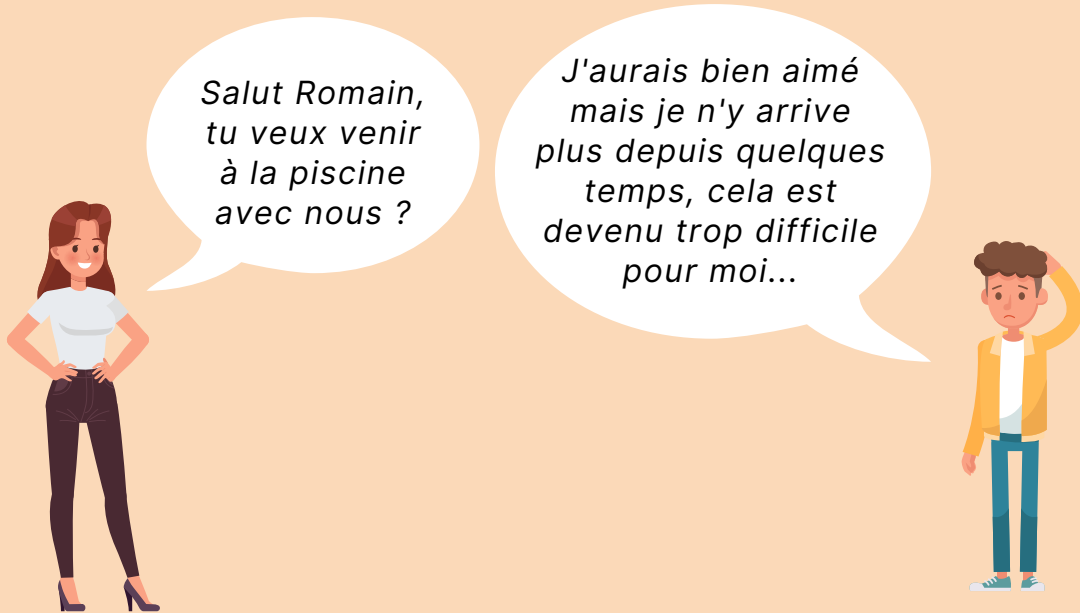 Salut Romain,
tu veux venir
à la piscine
avec nous ?
J'aurais bien aimé
mais je n'y arrive
plus depuis quelques
temps, cela est
devenu trop difficile
pour moi...